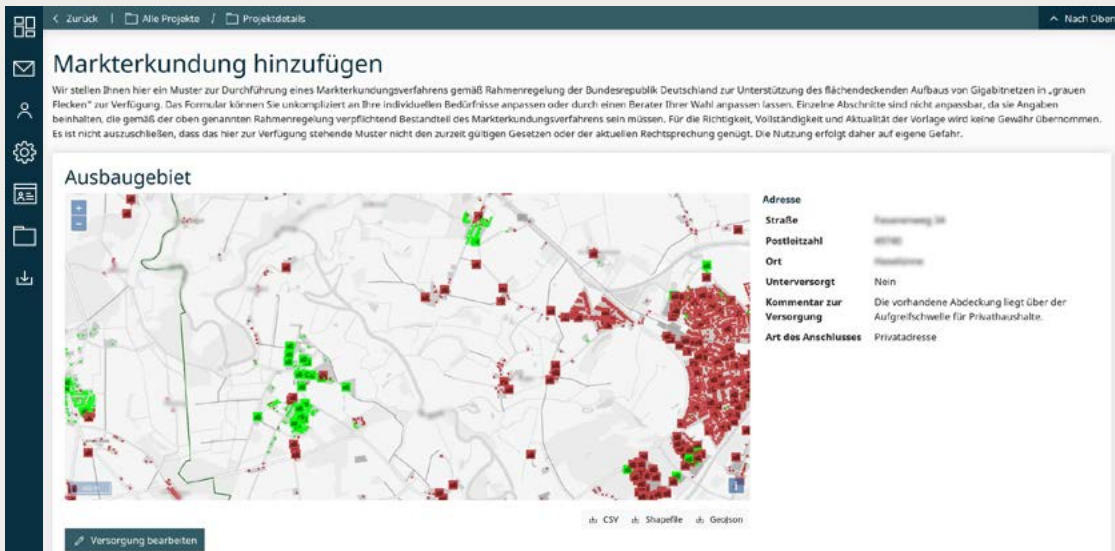 Zurück | Alle Projekte / Projektdetails
Nach Oben
Markterkundung hinzufügen
Wir stellen Ihnen hier ein Muster zur Durchführung eines Markterkundungsverfahrens gemäß Rahmenregelung der Bundesrepublik Deutschland zur Unterstützung des flächendeckenden Aufbaus von Gigabitnetzen in „grauen
Flecken" zur Verfügung. Das Formular können Sie unkompliziert an Ihre individuellen Bedürfnisse anpassen oder durch einen Berater Ihrer Wahl anpassen lassen. Einzelne Abschnitte sind nicht anpassbar, da sie Angaben
beinhalten, die gemäß der oben genannten Rahmenregelung verpflichtend Bestandteil des Markterkundungsverfahrens sein müssen. Für die Richtigkeit, Vollständigkeit und Aktualität der Vorlage wird keine Gewähr übernommen.
Es ist nicht auszuschließen, dass das hier zur Verfügung stehende Muster nicht den zurzeit gültigen Gesetzen oder der aktuellen Rechtsprechung genügt. Die Nutzung erfolgt daher auf eigene Gefahr.
Ausbaugebiet
+
-
i
Adresse
Straße
Postleitzahl
Ort
Unterversorgt Nein
Kommentar zur Versorgung Die vorhandene Abdeckung liegt über der
Aufgreifschwelle für Privathaushalte.
Art des Anschlusses Privatadresse
CSV Shapefile GeoJson
Versorgung bearbeiten